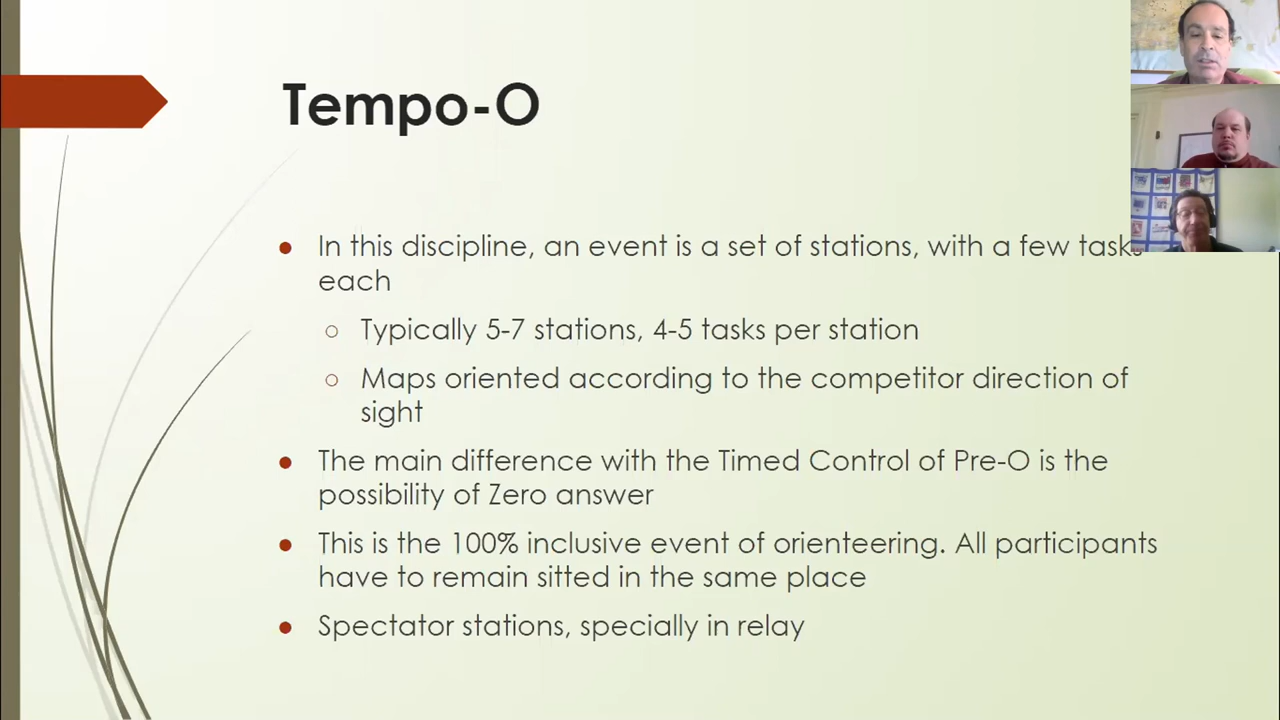 Tempo-O
In this discipline, an event is a set of stations, with a few tasks
each
Typically 5-7 stations, 4-5 tasks per station
Maps oriented according to the competitor direction of
sight
The main difference with the Timed Control of Pre-O is the
possibility of Zero answer
This is the 100% inclusive event of orienteering. All participants
have to remain sitted in the same place
Spectator stations, specially in relay